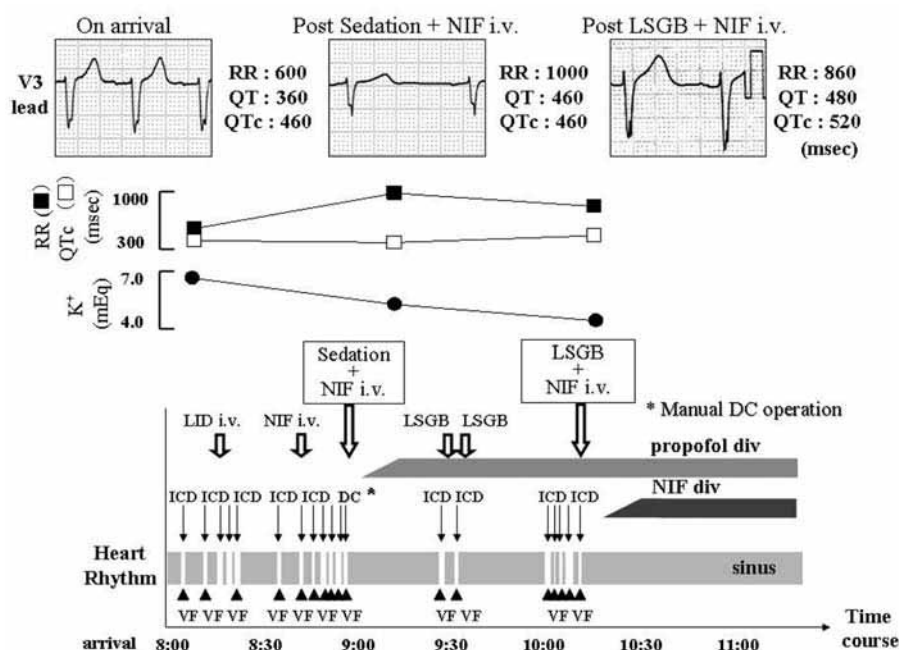 On arrival
Post Sedation + NIF i.v.
Post LSGB + NIF i.v.
V3
lead
RR : 600
QT : 360
QTc : 460
RR : 1000
QT : 460
QTc : 460
RR : 860
QT : 480
QTc : 520
(msec)
RR (■)
QTc (□)
(msec)
1000
300
K+
(mEq)
7.0
4.0
Sedation
+
NIF i.v.
LSGB
+
NIF i.v.
* Manual DC operation
LID i.v.
NIF i.v.
LSGB LSGB
propofol div
ICD ICD ICD ICD ICD DC * ICD ICD ICD ICD
NIF div
Heart
Rhythm
sinus
VF VF VF VF VF VF VF VF VF VF VF
Time
course
arrival 8:00 8:30 9:00 9:30 10:00 10:30 11:00